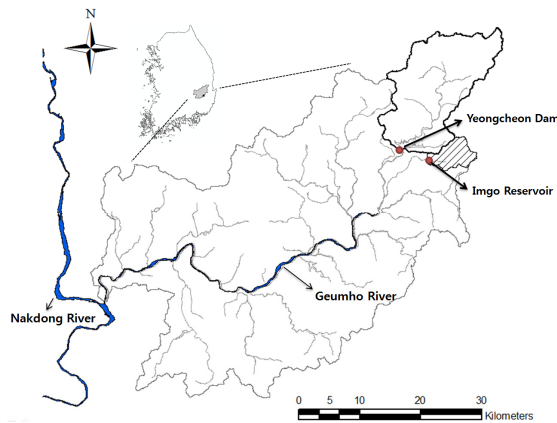 N
Yeongcheon Dam
Imgo Reservoir
Geumho River
Nakdong River
0 5 10 20 30
Kilometers